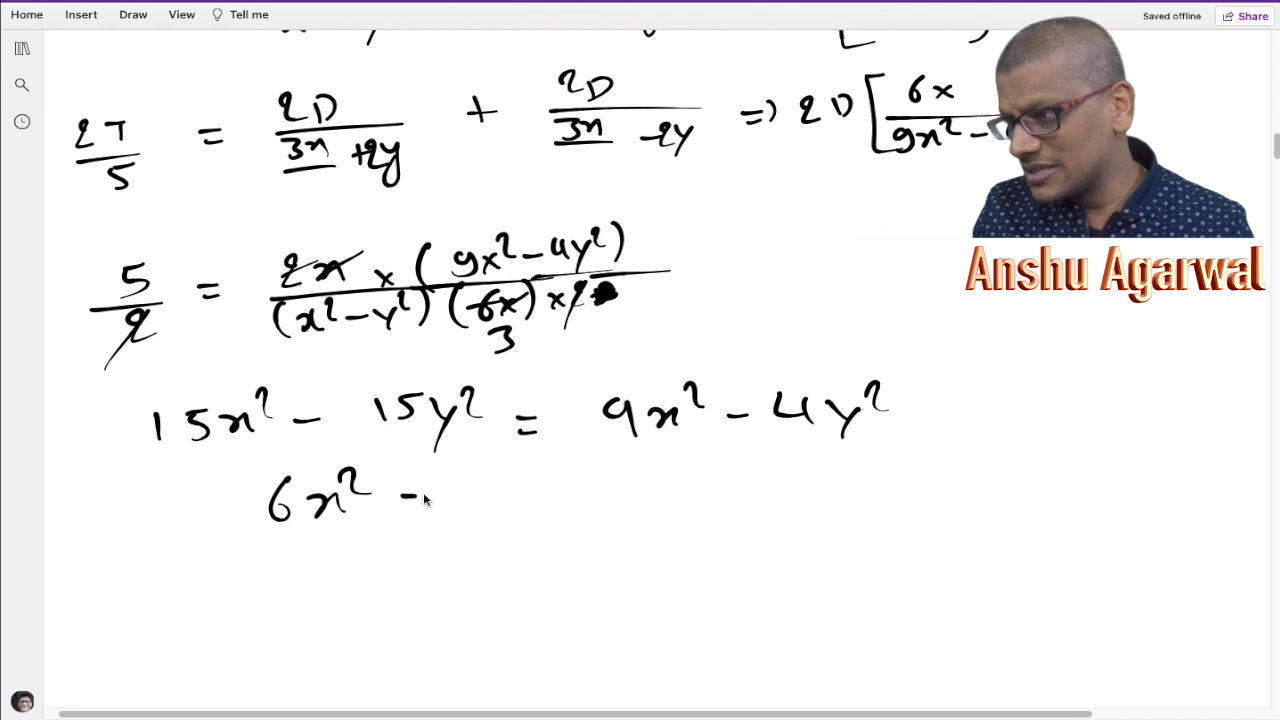 Home Insert Draw View Tell me Saved offline Share
2T/5 = 2D/(3x + 2y) + 2D/(3x - 2y) => 2D [6x/9x² -
Anshu Agarwal
5/2 = 2x × (9x² - 4y²)/(x² - y²) (6x) × 2
3
15x² - 15y² = 9x² - 4y²
6x² -